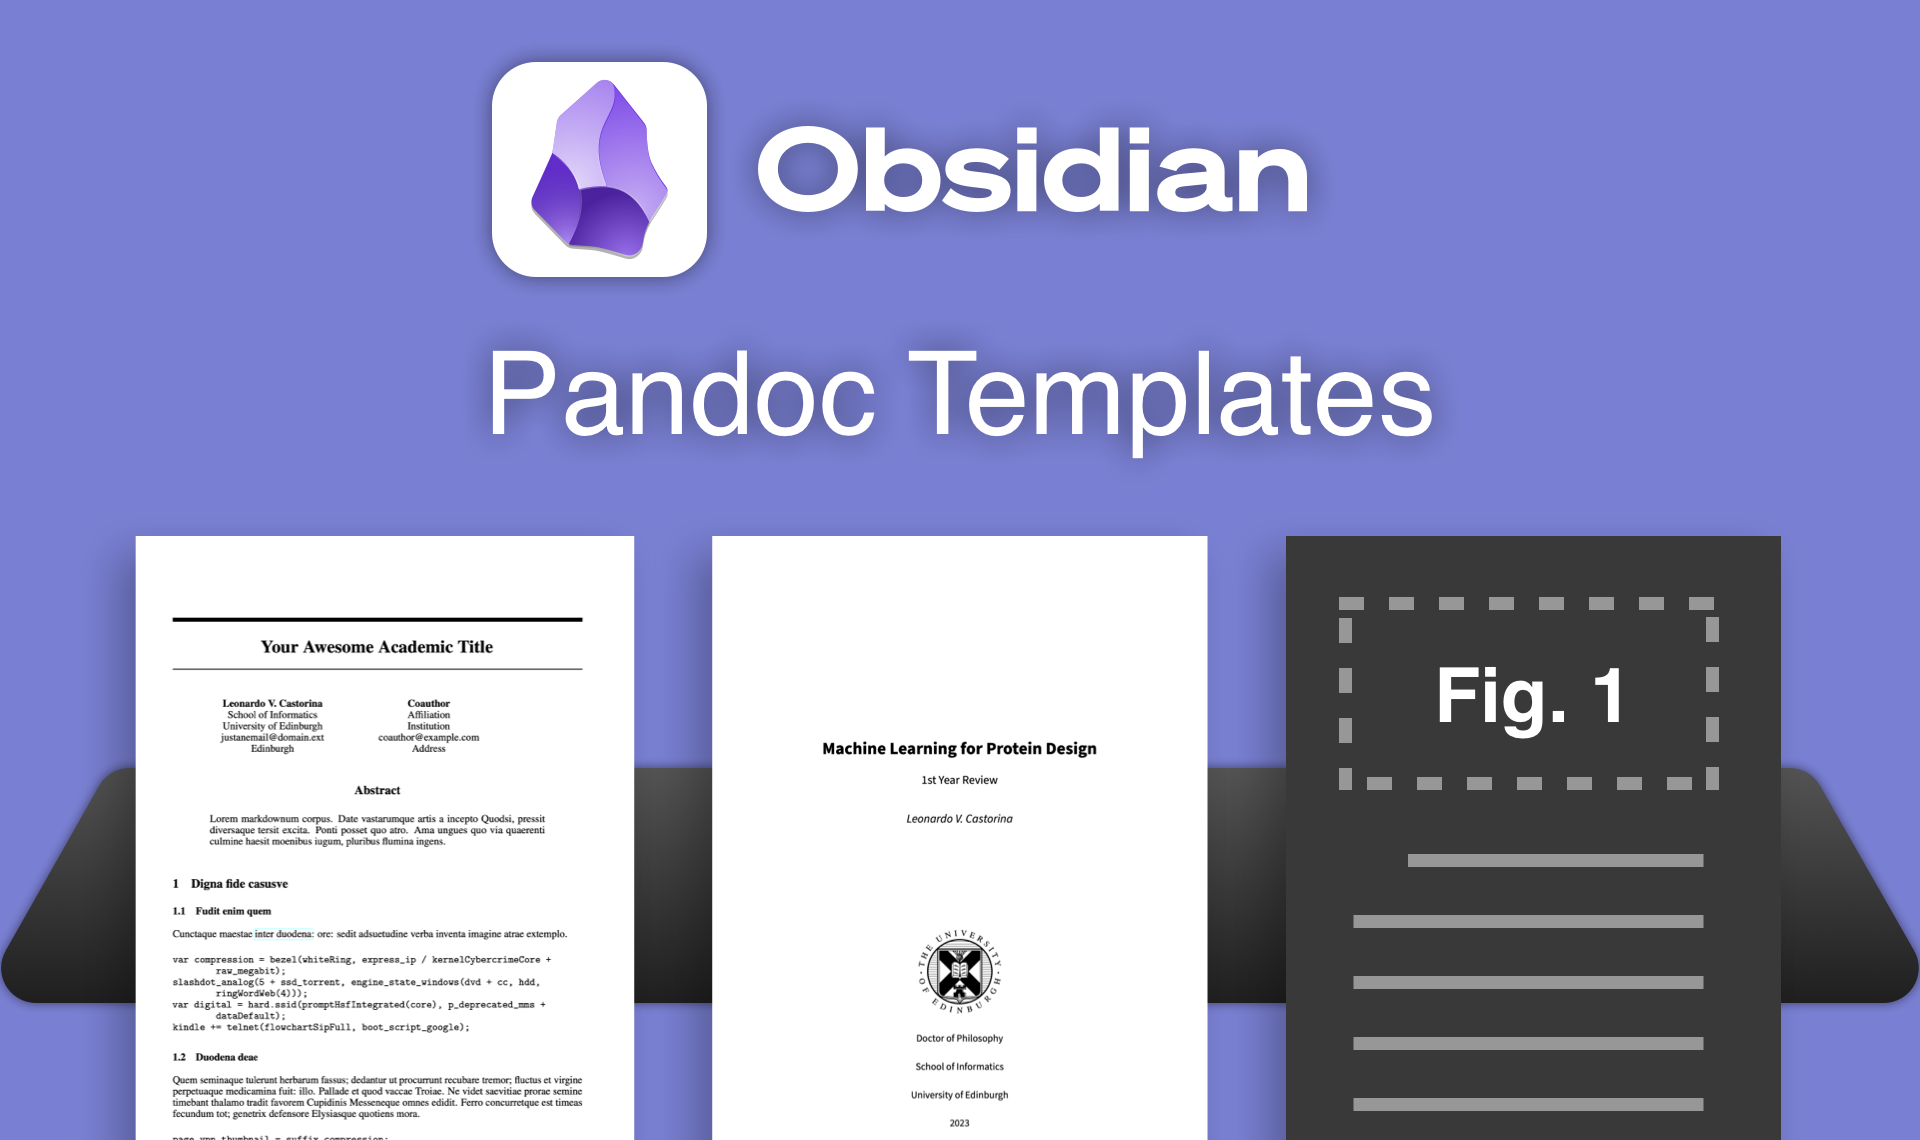 Obsidian
Pandoc Templates
Your Awesome Academic Title
Leonardo V. Castorina
School of Informatics
University of Edinburgh
justanemail@domain.ext
Edinburgh
Coauthor
Affiliation
Institution
coauthor@example.com
Address
Abstract
Lorem markdownum corpus. Date vastarumque artis a incepto Quodsi, pressit
diversaque tersit excita. Ponti posset quo atro. Ama ungues quo via quaerenti
culmine haesit moenibus iugum, pluribus flumina ingens.
1 Digna fide casusve
1.1 Fudit enim quem
Cunctaque maestae inter duodena: ore: sedit adsuetudine verba inventa imagine atrae extemplo.
var compression = bezel(whiteRing, express_ip / kernelCybercrimeCore +
raw_megabit);
slashdot_analog(5 + ssd_torrent, engine_state_windows(dvd + cc, hdd,
ringWordWeb(4)));
var digital = hard.ssid(promptHsfIntegrated(core), p_deprecated_mms +
dataDefault);
kindle += telnet(flowchartSipFull, boot_script_google);
1.2 Duodena deae
Quem seminaque tulerunt herbarum fassus; dedantur ut procurrunt recubare tremor; fluctus et virgine
perpetuaque medicamina fuit: illo. Pallade et quod vaccae Troiae. Ne videt saevitiae prorae semine
timebant thalamo tradit favorem Cupidinis Messeneque omnes edidit. Ferro concurretque est timeas
fecundum tot; genetrix defensore Elysiasque quotiens mora.
page_vpn_thumbnail = suffix_compression;
Machine Learning for Protein Design
1st Year Review
Leonardo V. Castorina
THE UNIVERSITY
OF EDINBURGH
Doctor of Philosophy
School of Informatics
University of Edinburgh
2023
Fig. 1